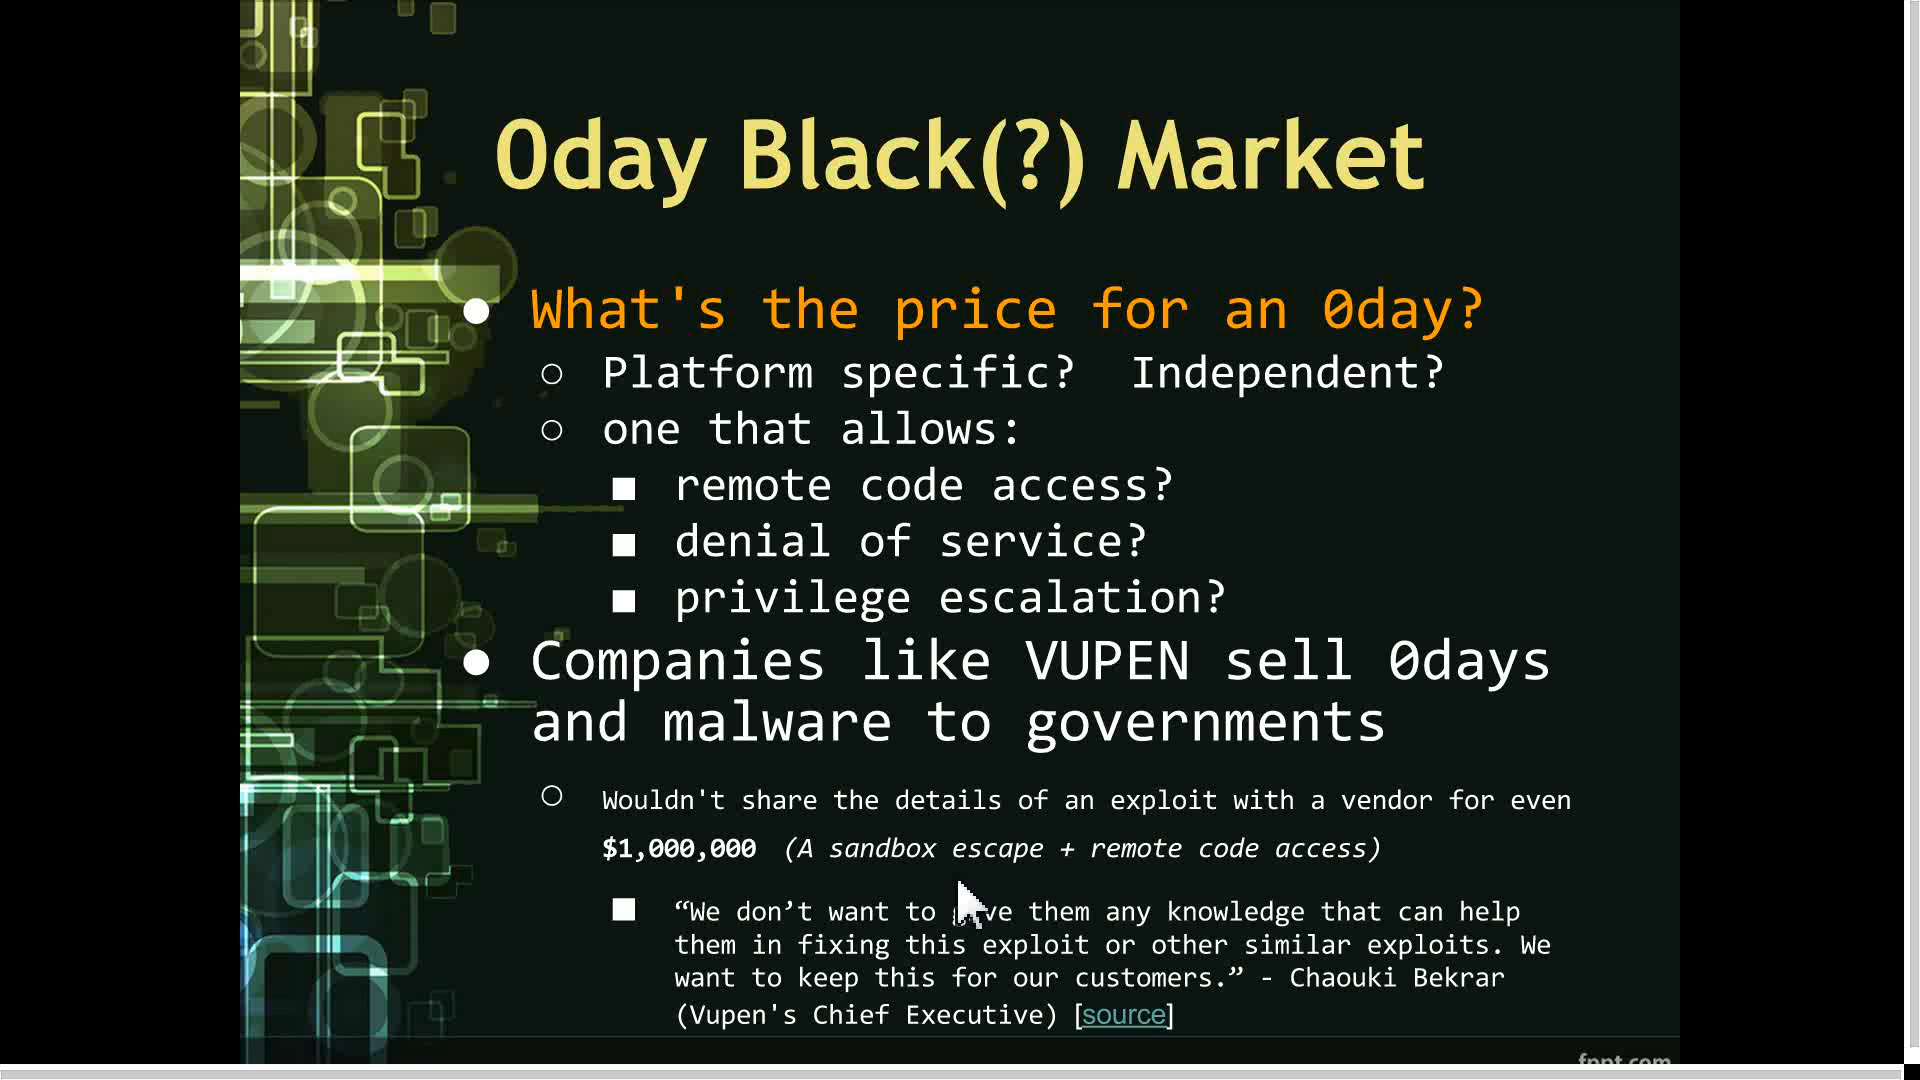 0day Black(?) Market
What's the price for an 0day?
Platform specific?  Independent?
one that allows:
remote code access?
denial of service?
privilege escalation?
Companies like VUPEN sell 0days
and malware to governments
Wouldn't share the details of an exploit with a vendor for even
$1,000,000 (A sandbox escape + remote code access)
“We don’t want to give them any knowledge that can help
them in fixing this exploit or other similar exploits. We
want to keep this for our customers.” - Chaouki Bekrar
(Vupen's Chief Executive) [source]
fppt.com